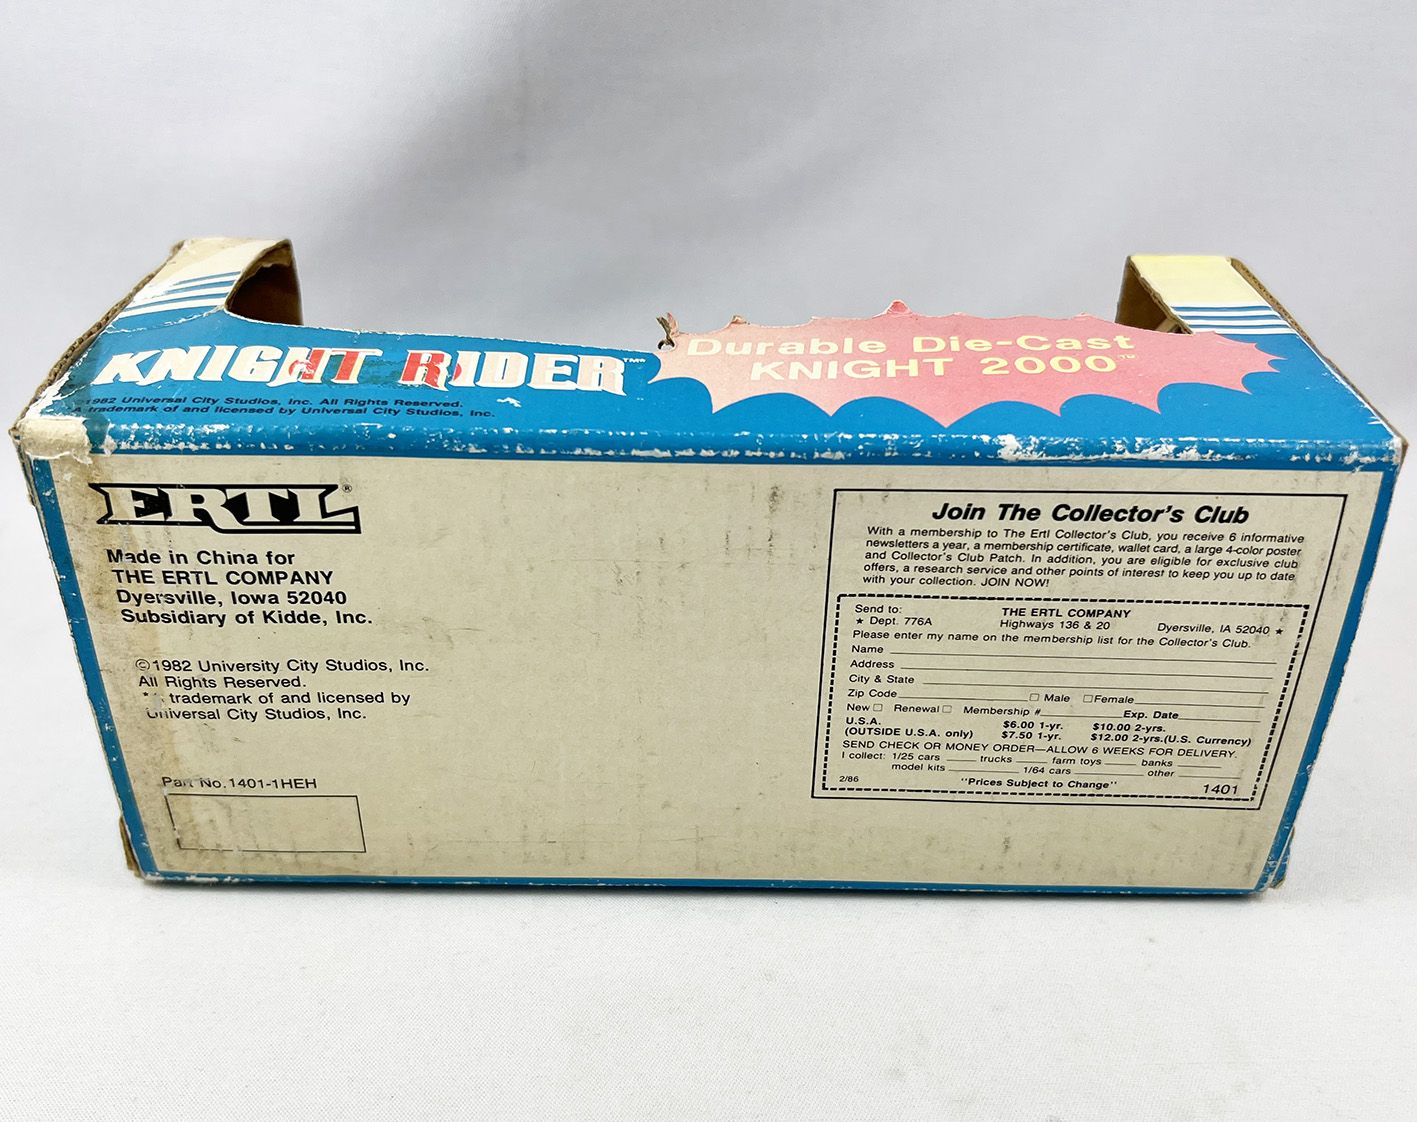 KNIGHT RIDER™
1982 Universal City Studios, Inc. All Rights Reserved.
A trademark of and licensed by Universal City Studios, Inc.
Durable Die-Cast
KNIGHT 2000™
ERTL®
Made in China for
THE ERTL COMPANY
Dyersville, Iowa 52040
Subsidiary of Kidde, Inc.
©1982 University City Studios, Inc.
All Rights Reserved.
trademark of and licensed by
Universal City Studios, Inc.
Part No. 1401-1HEH
Join The Collector's Club
With a membership to The Ertl Collector's Club, you receive 6 informative
newsletters a year, a membership certificate, wallet card, a large 4-color poster
and Collector's Club Patch. In addition, you are eligible for exclusive club
offers, a research service and other points of interest to keep you up to date
with your collection. JOIN NOW!
Send to: THE ERTL COMPANY
★ Dept. 776A Highways 136 & 20 Dyersville, IA 52040 ★
Please enter my name on the membership list for the Collector's Club.
Name
Address
City & State
Zip Code □ Male □ Female
New □ Renewal □ Membership # Exp. Date
U.S.A. $6.00 1-yr. $10.00 2-yrs.
(OUTSIDE U.S.A. only) $7.50 1-yr. $12.00 2-yrs. (U.S. Currency)
SEND CHECK OR MONEY ORDER—ALLOW 6 WEEKS FOR DELIVERY.
I collect: 1/25 cars trucks farm toys banks
model kits 1/64 cars other
2/86 "Prices Subject to Change" 1401